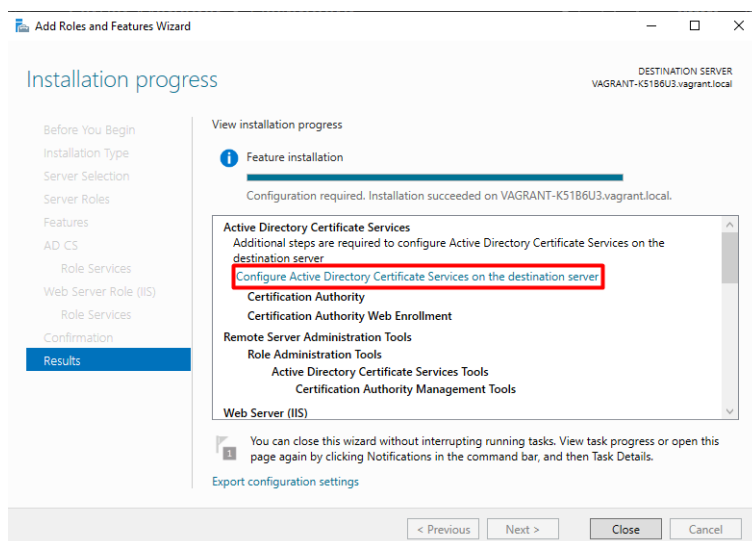 Add Roles and Features Wizard
Installation progress
DESTINATION SERVER
VAGRANT-K51B6U3.vagrant.local
Before You Begin
Installation Type
Server Selection
Server Roles
Features
AD CS
Role Services
Web Server Role (IIS)
Role Services
Confirmation
Results
View installation progress
Feature installation
Configuration required. Installation succeeded on VAGRANT-K51B6U3.vagrant.local.
Active Directory Certificate Services
Additional steps are required to configure Active Directory Certificate Services on the
destination server
Configure Active Directory Certificate Services on the destination server
Certification Authority
Certification Authority Web Enrollment
Remote Server Administration Tools
Role Administration Tools
Active Directory Certificate Services Tools
Certification Authority Management Tools
Web Server (IIS)
1
You can close this wizard without interrupting running tasks. View task progress or open this
page again by clicking Notifications in the command bar, and then Task Details.
Export configuration settings
< Previous
Next >
Close
Cancel